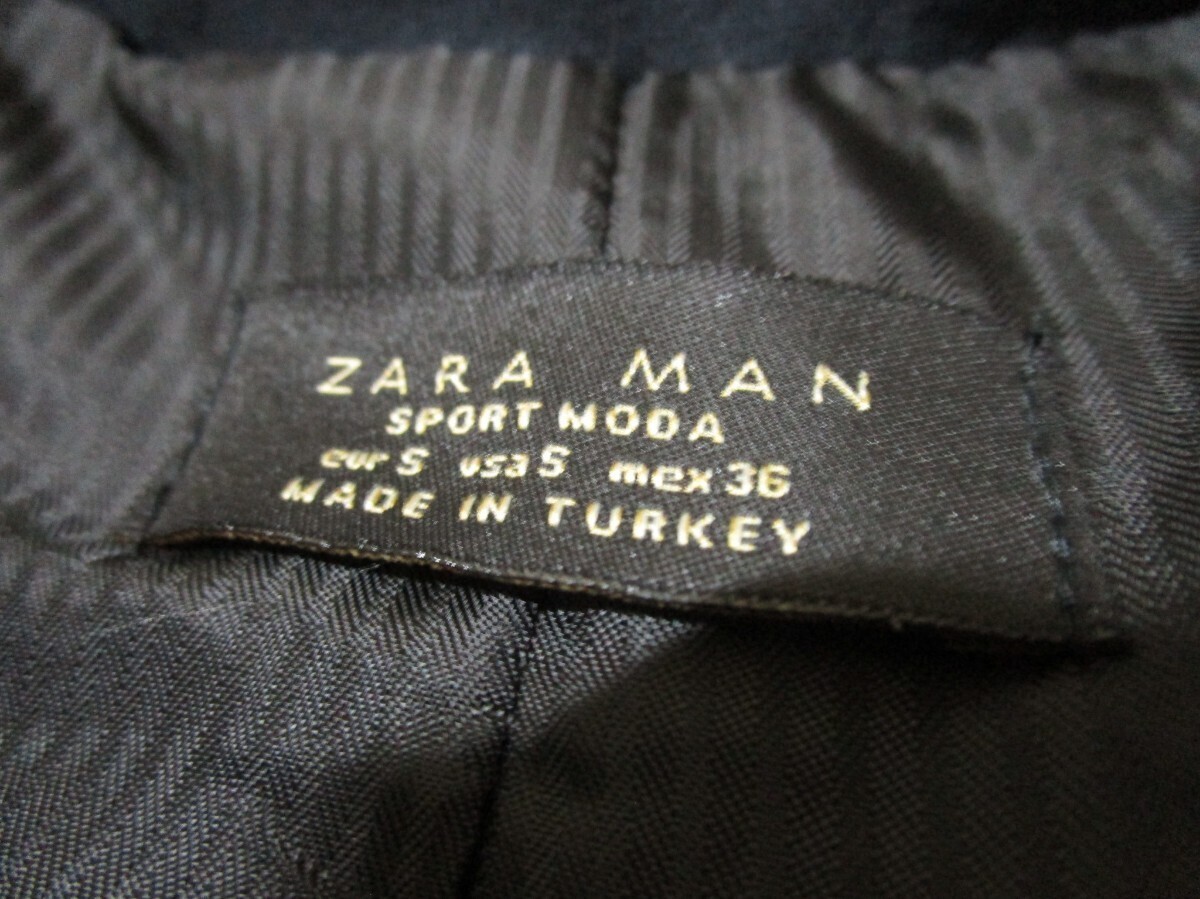 ZARA MAN
SPORT MODA
eur S usa S mex 36
MADE IN TURKEY